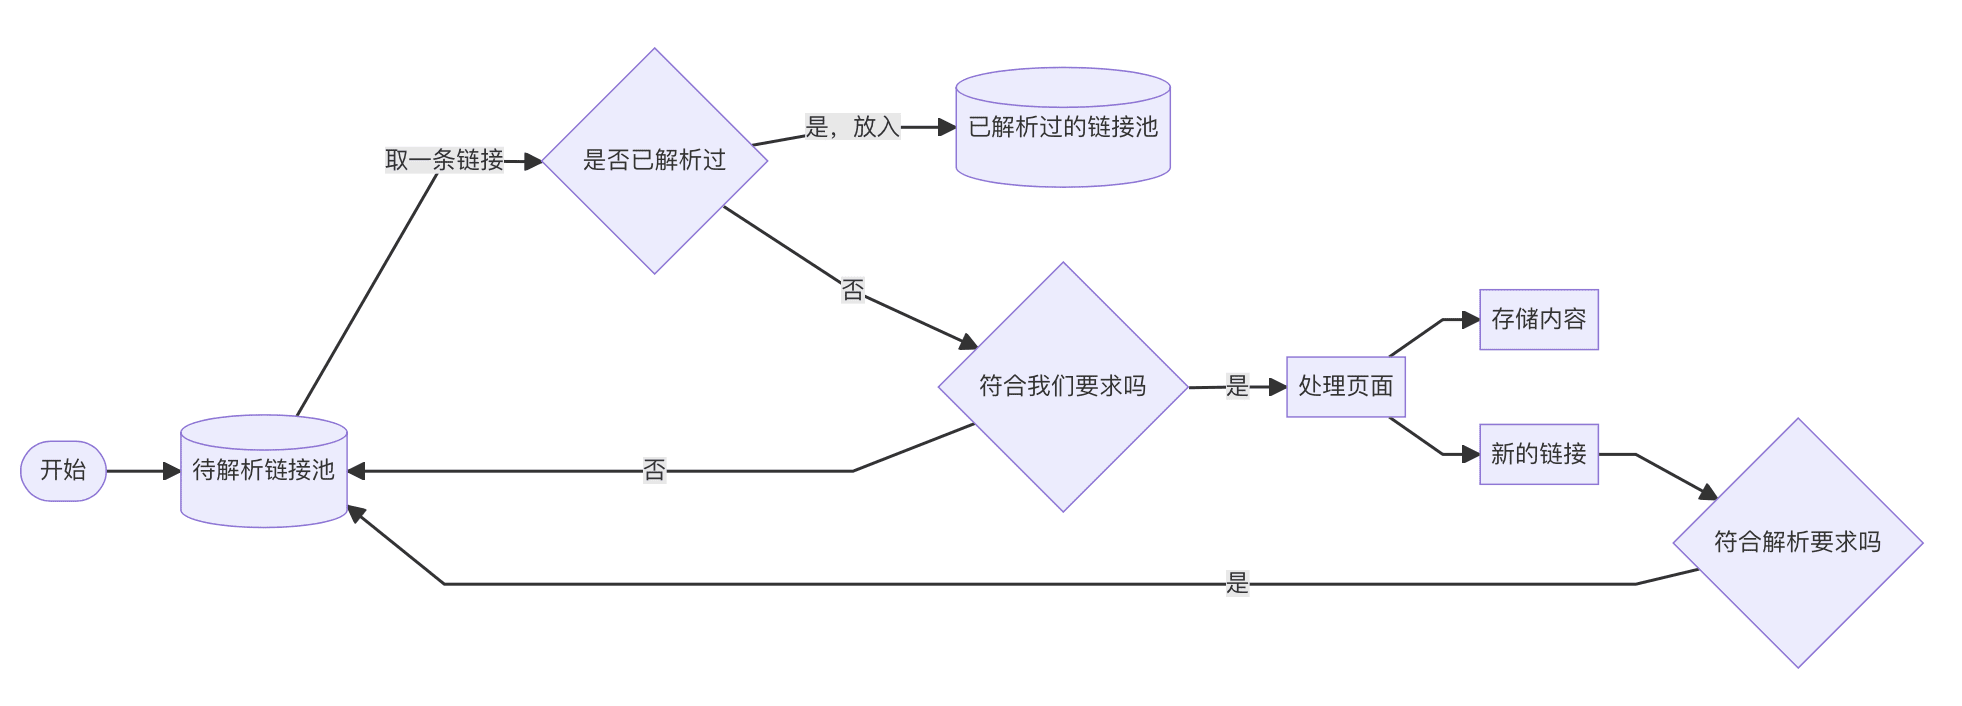 开始
待解析链接池
取一条链接
是否已解析过
是，放入
已解析过的链接池
否
符合我们要求吗
否
是
处理页面
存储内容
新的链接
符合解析要求吗
是